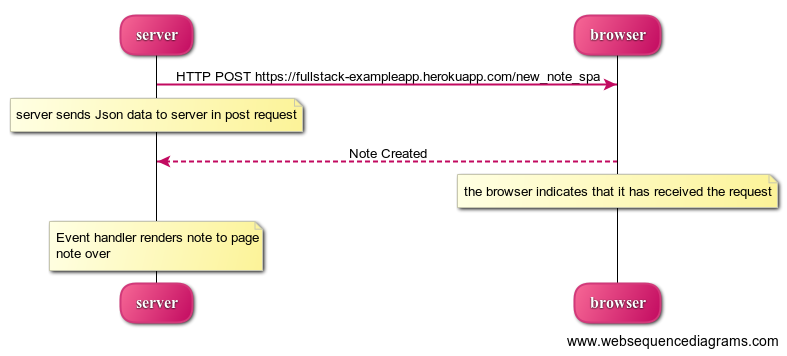 server
browser
HTTP POST https://fullstack-exampleapp.herokuapp.com/new_note_spa
server sends Json data to server in post request
Note Created
the browser indicates that it has received the request
Event handler renders note to page
note over
server
browser
www.websequencediagrams.com